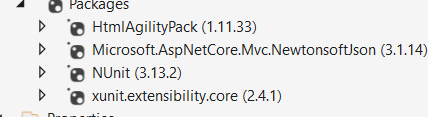 Packages
HtmlAgilityPack (1.11.33)
Microsoft.AspNetCore.Mvc.NewtonsoftJson (3.1.14)
NUnit (3.13.2)
xunit.extensibility.core (2.4.1)